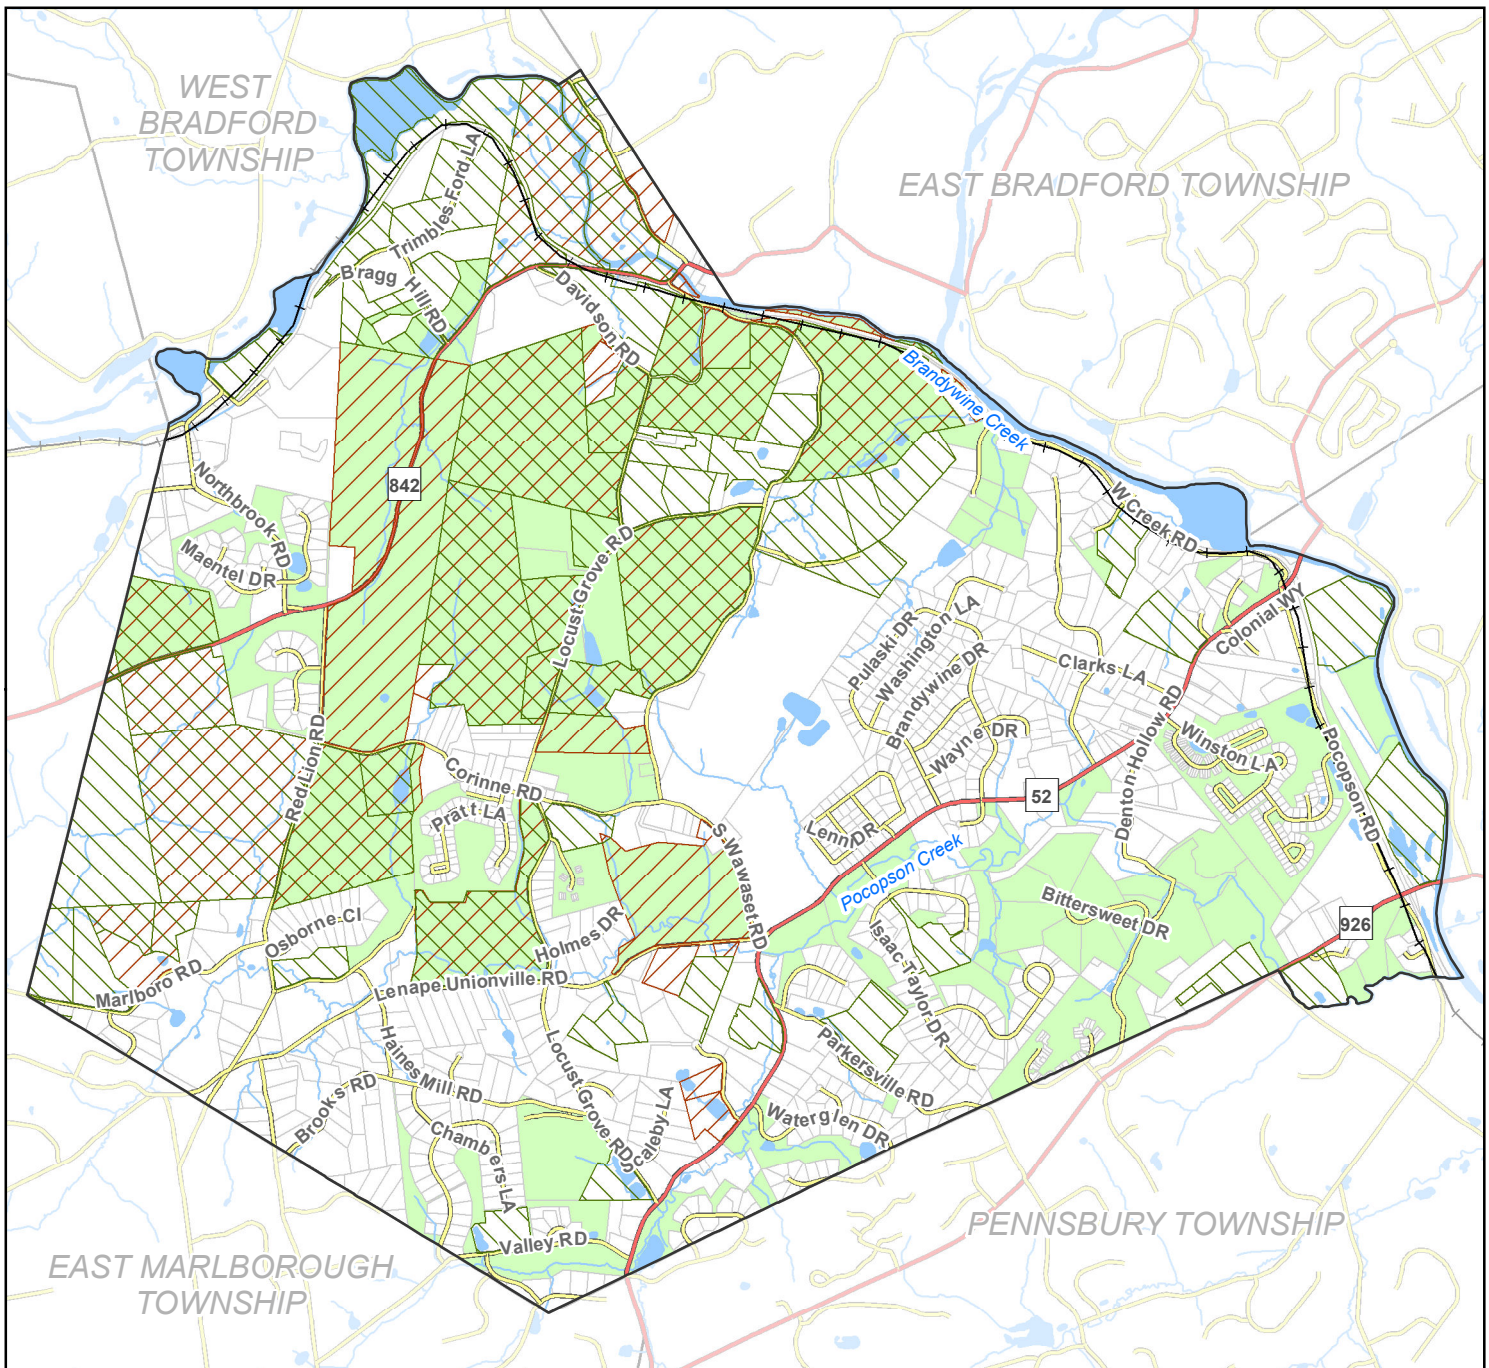 WEST
BRADFORD
TOWNSHIP
EAST BRADFORD TOWNSHIP
Trimbles Ford LA
Bragg Hill RD
Davidson RD
Brandywine Creek
842
Northbrook RD
Maentel DR
W Creek RD
Locust Grove RD
Pulaski DR
Washington LA
Brandywine DR
Wayne DR
Clarks LA
Colonial WY
Denton Hollow RD
Winston LA
Pocopson RD
Red Lion RD
Corinne RD
Pratt LA
52
Lenn DR
S Wawaset RD
Pocopson Creek
Bittersweet DR
926
Osborne CI
Holmes DR
Isaac Taylor DR
Marlboro RD
Lenape Unionville RD
Haines Mill RD
Locust Grove RD
Parkersville RD
Brooks RD
Scaleby LA
Waterglen DR
Chambers LA
Valley RD
PENNSBURY TOWNSHIP
EAST MARLBOROUGH
TOWNSHIP